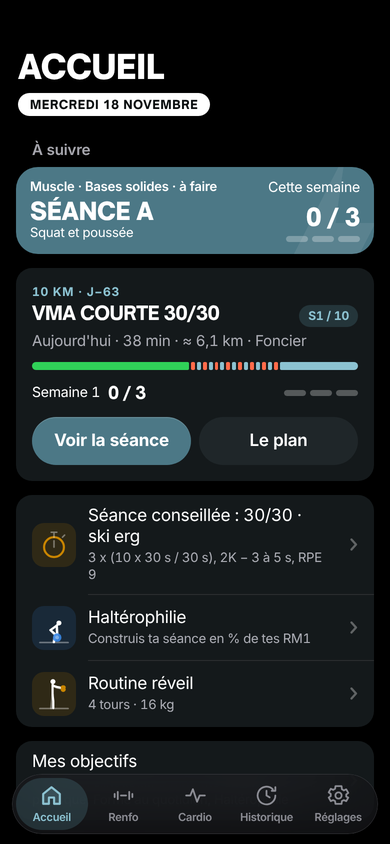 ACCUEIL
MERCREDI 18 NOVEMBRE
À suivre
Muscle · Bases solides · à faire
Cette semaine
SÉANCE A
0 / 3
Squat et poussée
10 KM · J−63
VMA COURTE 30/30
S1 / 10
Aujourd'hui · 38 min · ≈ 6,1 km · Foncier
Semaine 1 0 / 3
Voir la séance
Le plan
Séance conseillée : 30/30 ·
ski erg
3 x (10 x 30 s / 30 s), 2K − 3 à 5 s, RPE
9
Haltérophilie
Construis ta séance en % de tes RM1
Routine réveil
4 tours · 16 kg
Mes objectifs
Accueil
Renfo
Cardio
Historique
Réglages